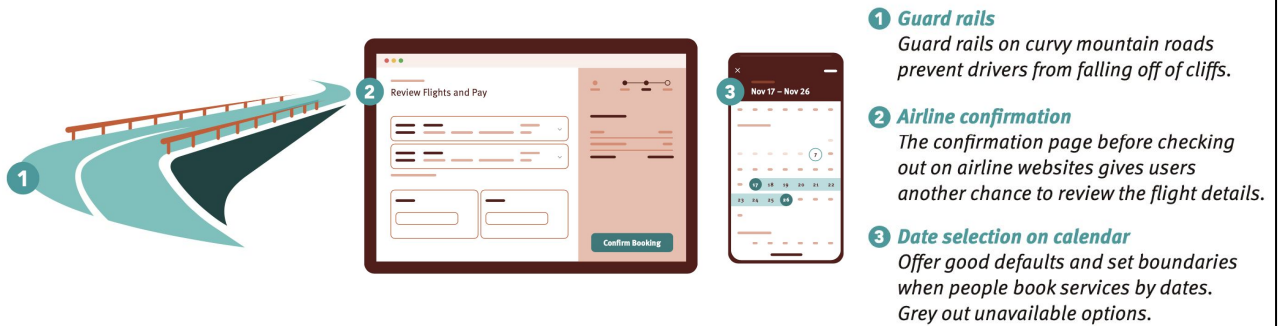 1
2
Review Flights and Pay
Confirm Booking
3
Nov 17 – Nov 26
7
17 18 19 20 21 22
23 24 25 26
1 Guard rails
Guard rails on curvy mountain roads
prevent drivers from falling off of cliffs.
2 Airline confirmation
The confirmation page before checking
out on airline websites gives users
another chance to review the flight details.
3 Date selection on calendar
Offer good defaults and set boundaries
when people book services by dates.
Grey out unavailable options.